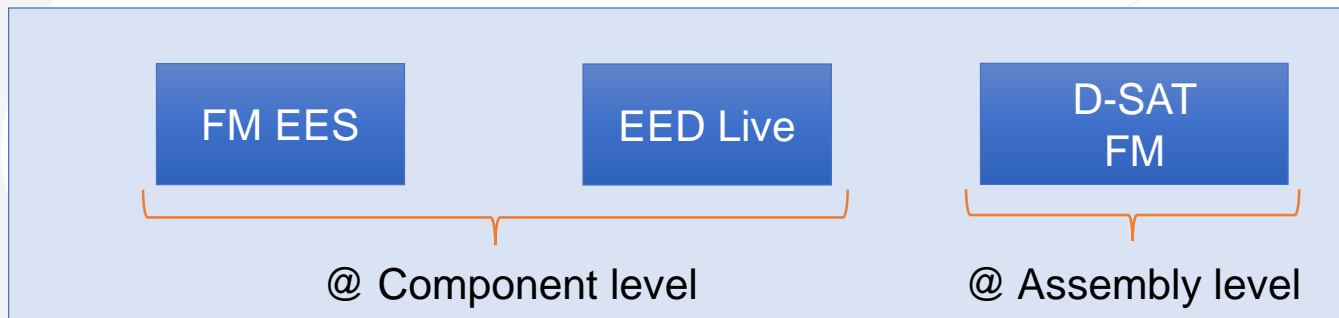 FM EES
EED Live
D-SAT
FM
@ Component level
@ Assembly level